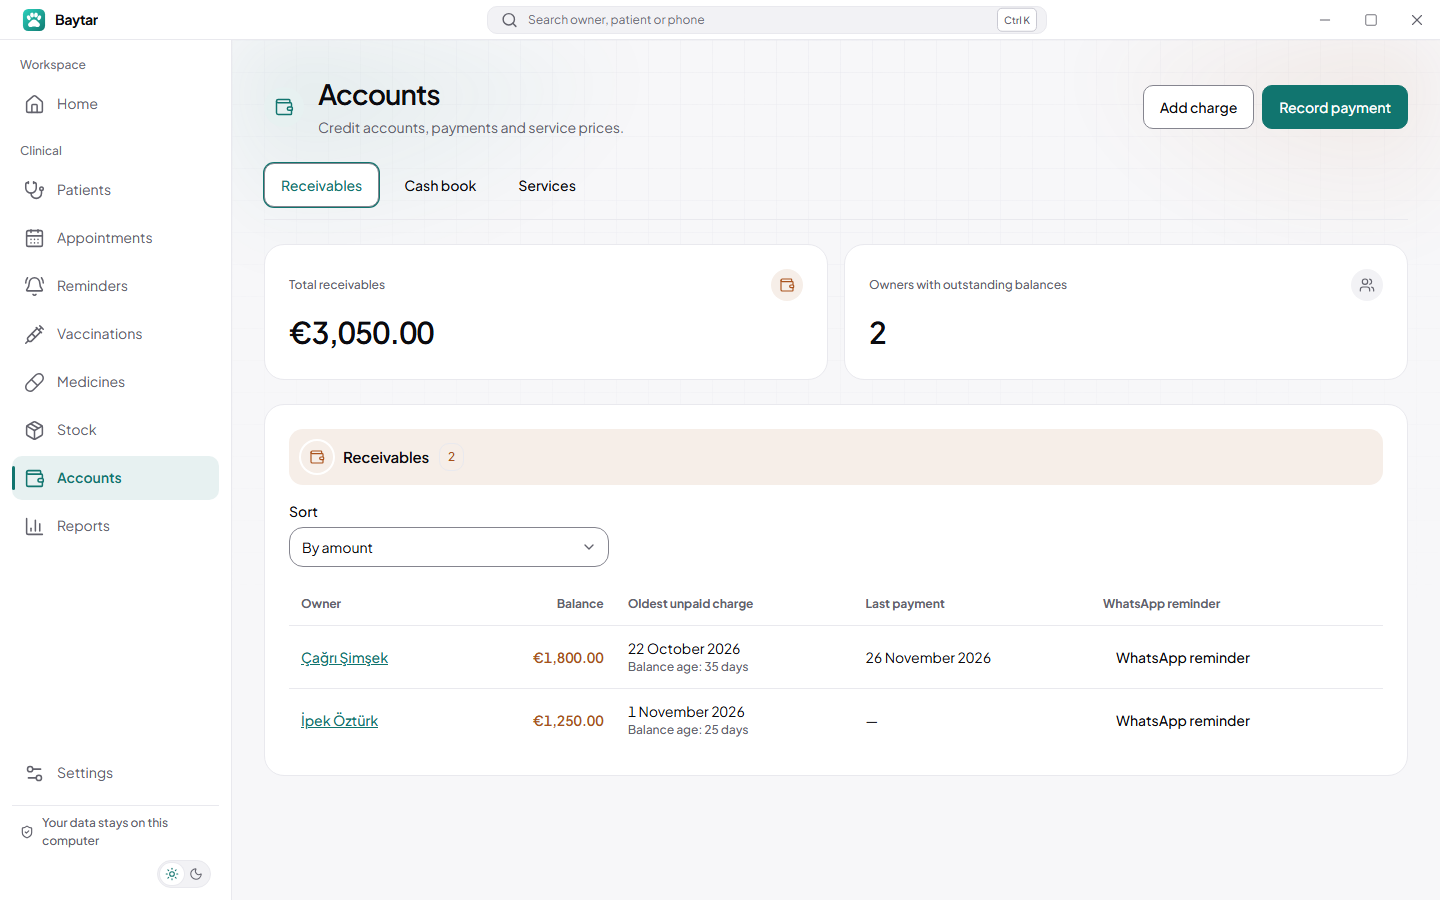 Baytar
Search owner, patient or phone
Ctrl K
Workspace
Home
Clinical
Patients
Appointments
Reminders
Vaccinations
Medicines
Stock
Accounts
Reports
Settings
Your data stays on this
computer
Accounts
Credit accounts, payments and service prices.
Add charge
Record payment
Receivables
Cash book
Services
Total receivables
€3,050.00
Owners with outstanding balances
2
Receivables 2
Sort
By amount
Owner Balance Oldest unpaid charge Last payment WhatsApp reminder
Çağrı Şimşek €1,800.00 22 October 2026 26 November 2026 WhatsApp reminder
Balance age: 35 days
İpek Öztürk €1,250.00 1 November 2026 — WhatsApp reminder
Balance age: 25 days